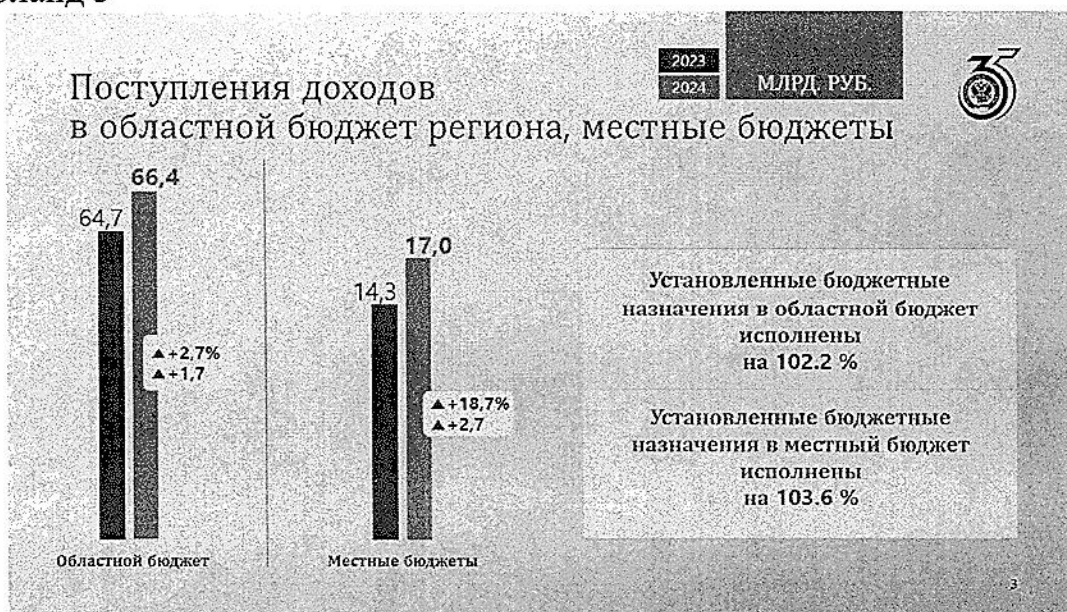 2023
2024
МЛРД. РУБ.
35
Поступления доходов
в областной бюджет региона, местные бюджеты
66,4
64,7
▲+2,7%
▲+1,7
Областной бюджет
17,0
14,3
▲+18,7%
▲+2,7
Местные бюджеты
Установленные бюджетные
назначения в областной бюджет
исполнены
на 102.2 %
Установленные бюджетные
назначения в местный бюджет
исполнены
на 103.6 %
3